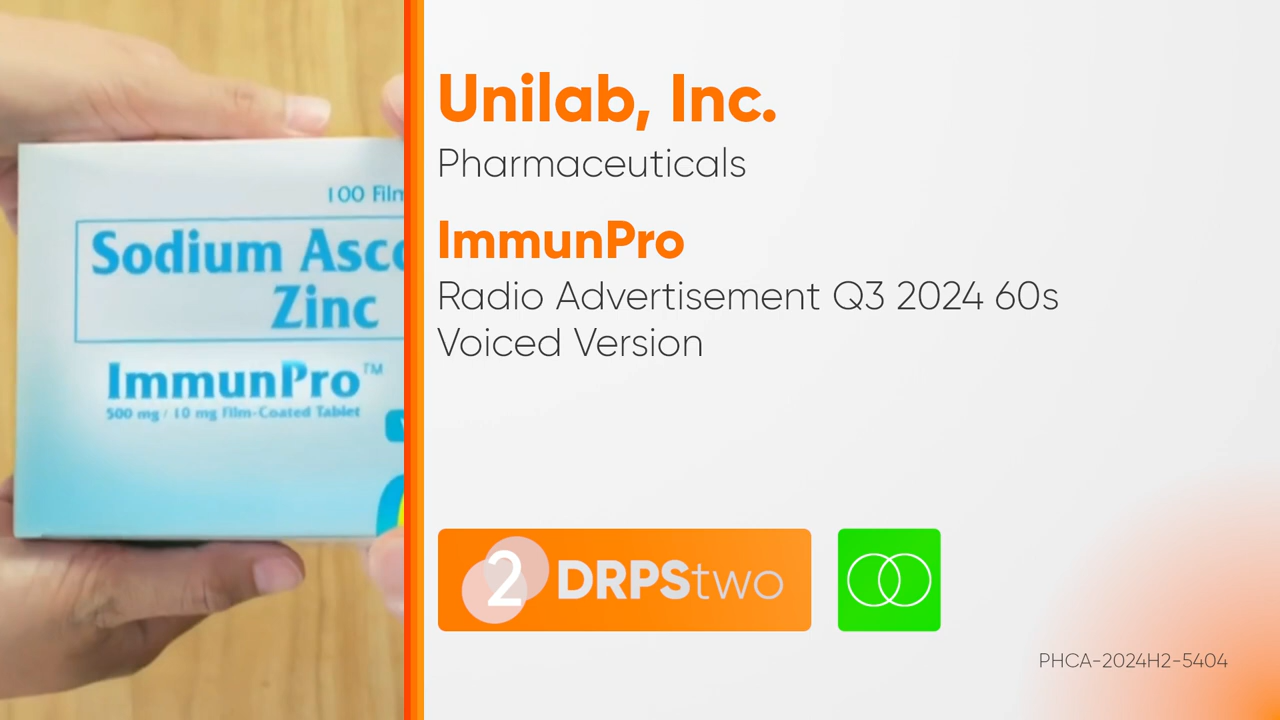 100 Film
Sodium Asco
Zinc
ImmunPro™
500 mg / 10 mg Film-Coated Tablet
Unilab, Inc.
Pharmaceuticals
ImmunPro
Radio Advertisement Q3 2024 60s
Voiced Version
2 DRPStwo
PHCA-2024H2-5404